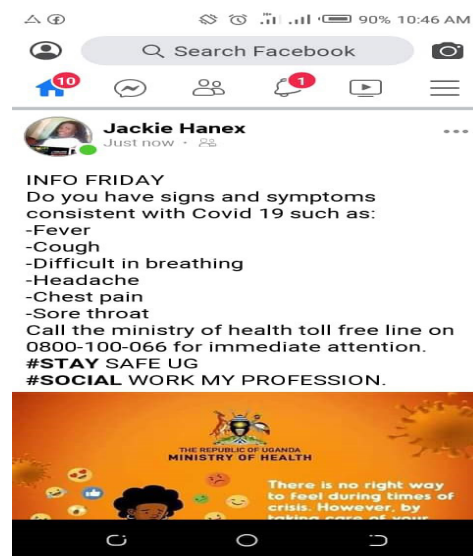 90% 10:46 AM
Search Facebook
10
1
Jackie Hanex
Just now
INFO FRIDAY
Do you have signs and symptoms
consistent with Covid 19 such as:
-Fever
-Cough
-Difficult in breathing
-Headache
-Chest pain
-Sore throat
Call the ministry of health toll free line on
0800-100-066 for immediate attention.
#STAY SAFE UG
#SOCIAL WORK MY PROFESSION.
THE REPUBLIC OF UGANDA
MINISTRY OF HEALTH
There is no right way
to feel during times of
crisis. However, by
taking care of your